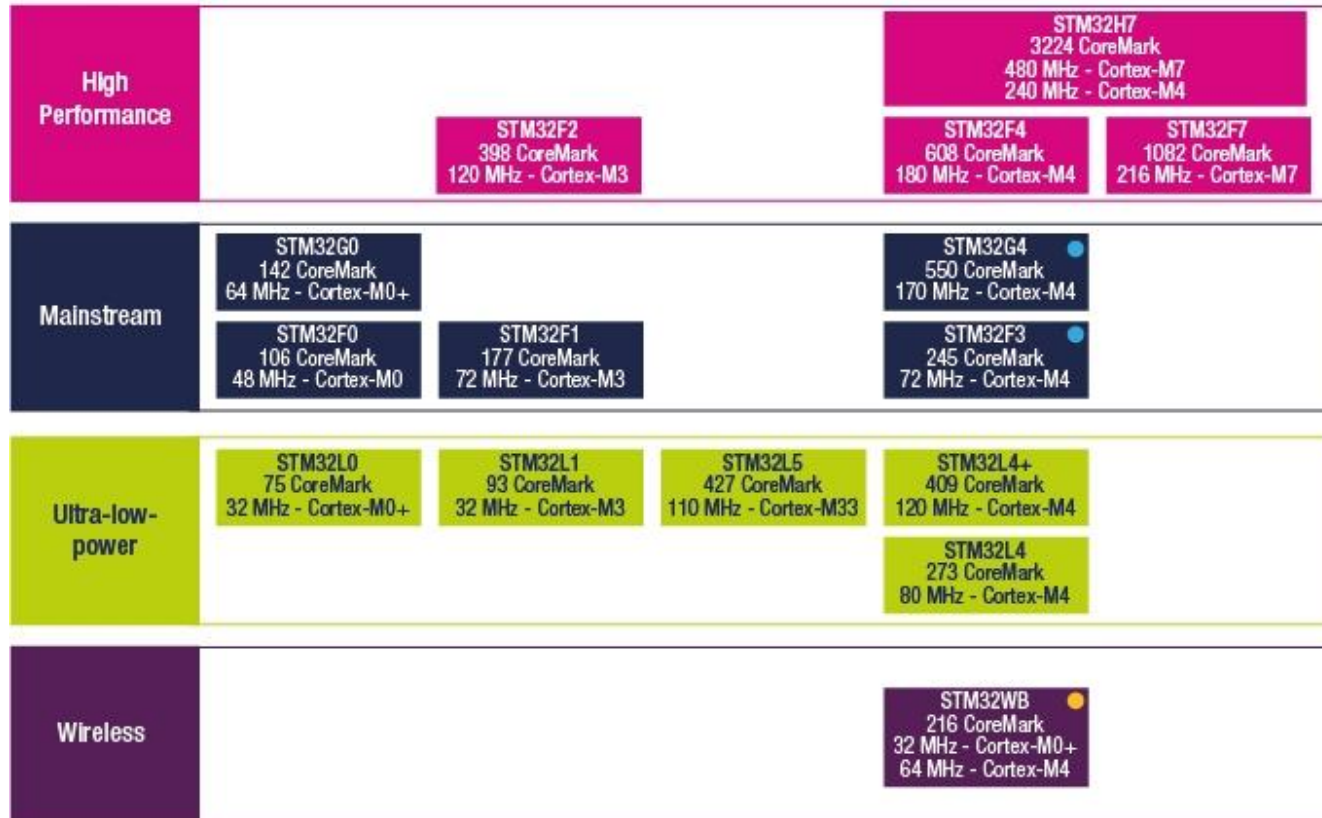 High
Performance
STM32H7
3224 CoreMark
480 MHz - Cortex-M7
240 MHz - Cortex-M4
STM32F2
398 CoreMark
120 MHz - Cortex-M3
STM32F4
608 CoreMark
180 MHz - Cortex-M4
STM32F7
1082 CoreMark
216 MHz - Cortex-M7
Mainstream
STM32G0
142 CoreMark
64 MHz - Cortex-M0+
STM32G4
550 CoreMark
170 MHz - Cortex-M4
STM32F0
106 CoreMark
48 MHz - Cortex-M0
STM32F1
177 CoreMark
72 MHz - Cortex-M3
STM32F3
245 CoreMark
72 MHz - Cortex-M4
Ultra-low-
power
STM32L0
75 CoreMark
32 MHz - Cortex-M0+
STM32L1
93 CoreMark
32 MHz - Cortex-M3
STM32L5
427 CoreMark
110 MHz - Cortex-M33
STM32L4+
409 CoreMark
120 MHz - Cortex-M4
STM32L4
273 CoreMark
80 MHz - Cortex-M4
Wireless
STM32WB
216 CoreMark
32 MHz - Cortex-M0+
64 MHz - Cortex-M4